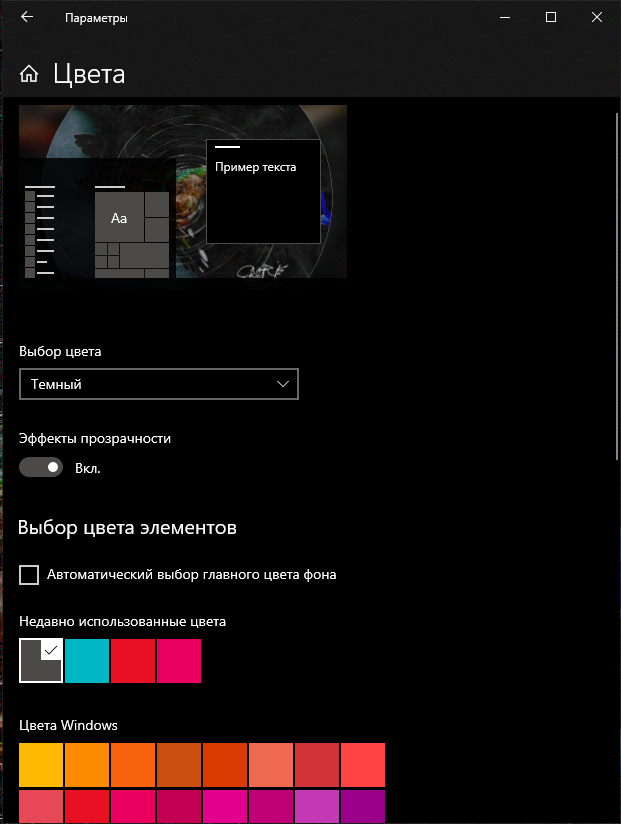 Параметры
Цвета
Пример текста
Aa
Выбор цвета
Темный
Эффекты прозрачности
Вкл.
Выбор цвета элементов
Автоматический выбор главного цвета фона
Недавно использованные цвета
Цвета Windows